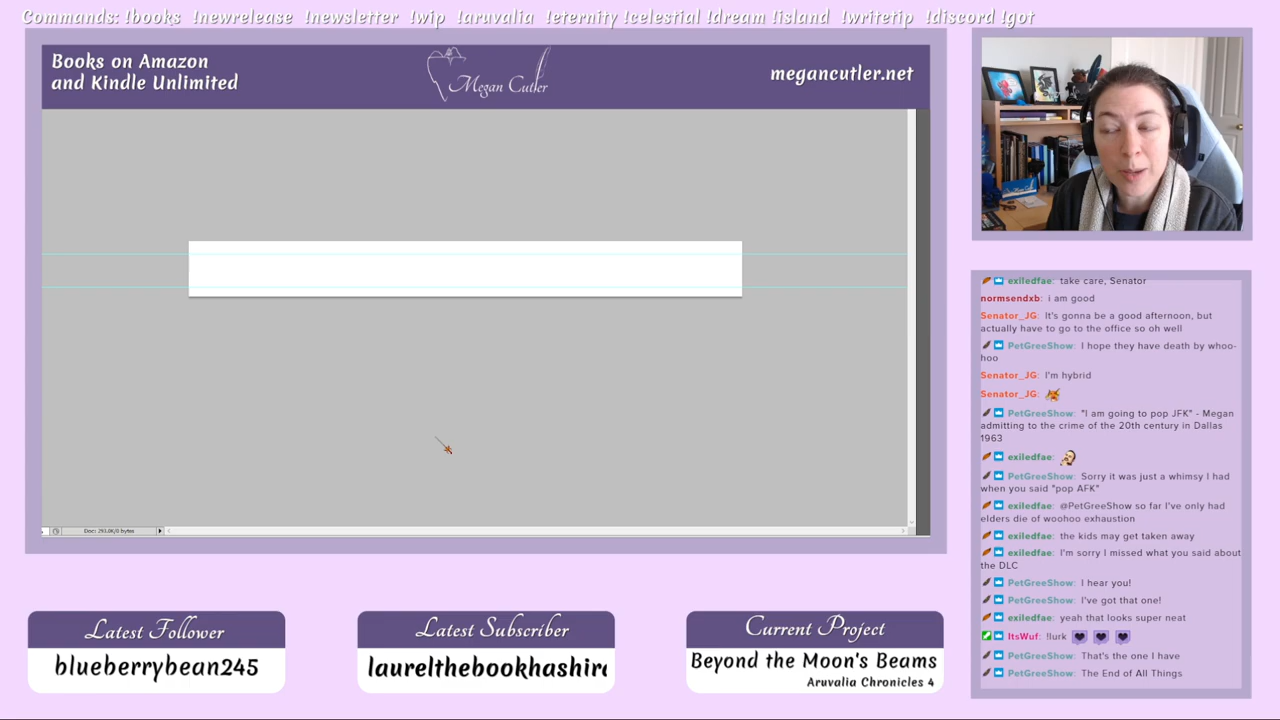 Commands: !books !newrelease !newsletter !wip !aruvalia !eternity !celestial !dream !island !writetip !discord !got
Books on Amazon
and Kindle Unlimited
Megan Cutler
megancutler.net
Doc: 293.0K/0 bytes
exiledfae: take care, Senator
normsendxb: i am good
Senator_JG: It's gonna be a good afternoon, but
actually have to go to the office so oh well
PetGreeShow: I hope they have death by whoo-
hoo
Senator_JG: I'm hybrid
Senator_JG:
PetGreeShow: "I am going to pop JFK" - Megan
admitting to the crime of the 20th century in Dallas
1963
exiledfae:
PetGreeShow: Sorry it was just a whimsy I had
when you said "pop AFK"
exiledfae: @PetGreeShow so far I've only had
elders die of woohoo exhaustion
exiledfae: the kids may get taken away
exiledfae: I'm sorry I missed what you said about
the DLC
PetGreeShow: I hear you!
PetGreeShow: I've got that one!
exiledfae: yeah that looks super neat
ItsWuf: !lurk
PetGreeShow: That's the one I have
PetGreeShow: The End of All Things
Latest Follower
blueberrybean245
Latest Subscriber
laurelthebookhashira
Current Project
Beyond the Moon's Beams
Aruvalia Chronicles 4